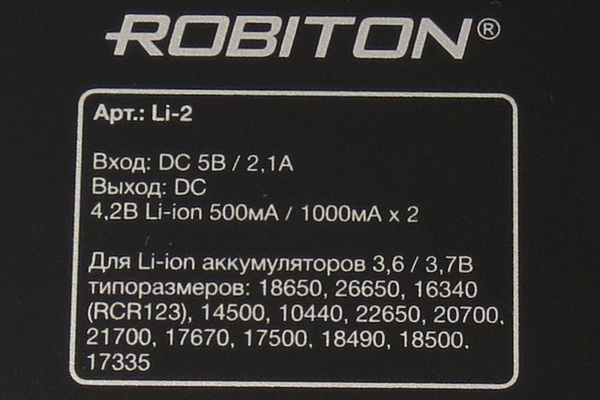 ROBITON®
Арт.: Li-2
Вход: DC 5В / 2,1А
Выход: DC
4,2В Li-ion 500мА / 1000мА x 2
Для Li-ion аккумуляторов 3,6 / 3,7В
типоразмеров: 18650, 26650, 16340
(RCR123), 14500, 10440, 22650, 20700,
21700, 17670, 17500, 18490, 18500,
17335